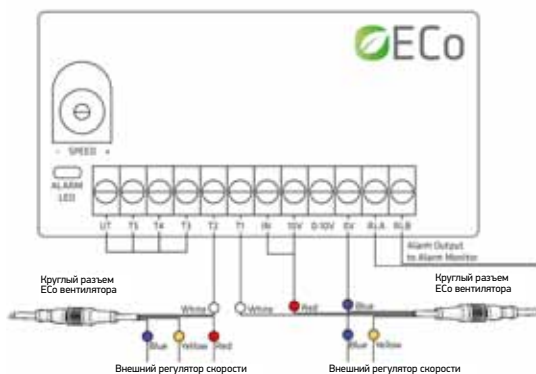 ECo
- SPEED +
ALARM
LED
UT T5 T4 T3 T2 T1 IN 10V 0-10V 0V RLA RLB
Alarm Output
to Alarm Monitor
Круглый разъем
ECo вентилятора
Круглый разъем
ECo вентилятора
White White Red Blue
Blue Yellow Red Blue Yellow
Внешний регулятор скорости
Внешний регулятор скорости